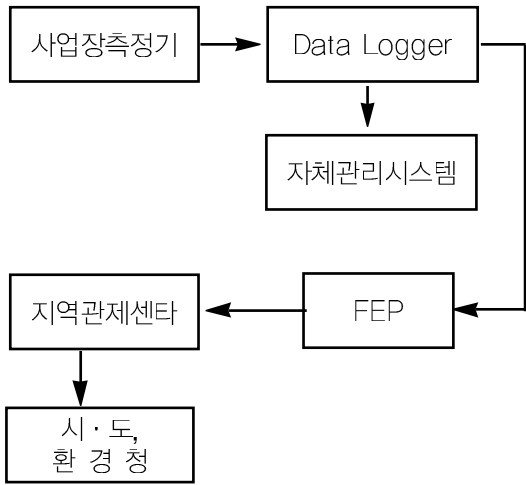 사업장측정기
Data Logger
자체관리시스템
FEP
지역관제센타
시·도,
환 경 청